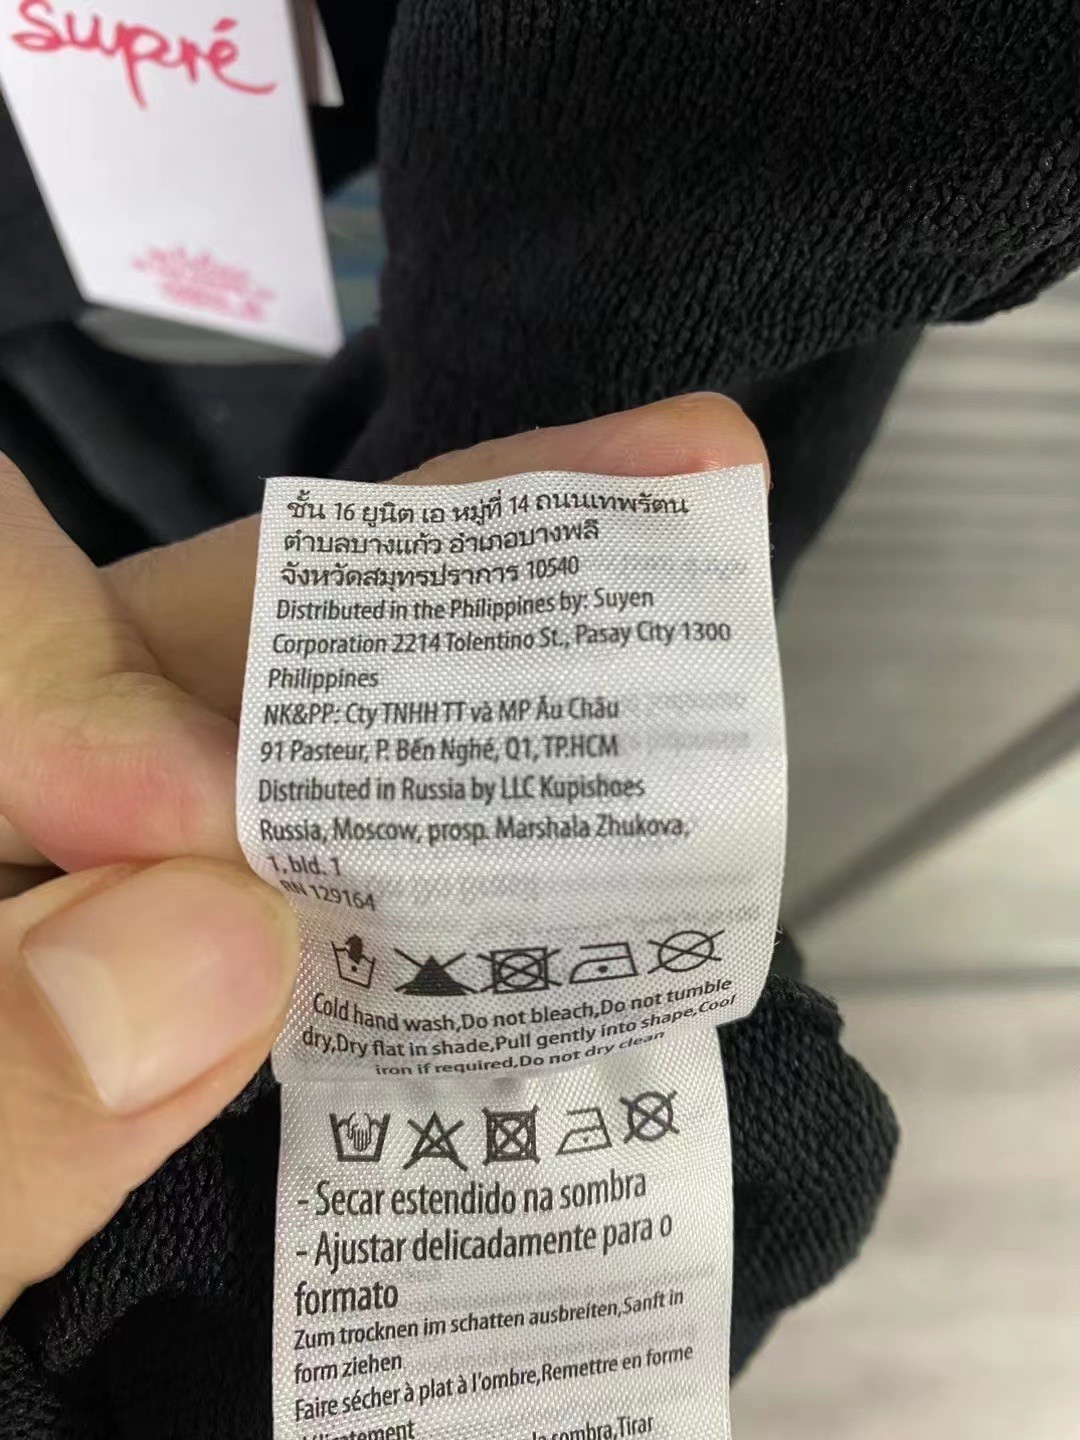 supré
ชั้น 16 ยูนิต เอ หมู่ที่ 14 ถนนเทพรัตน
ตำบลบางแก้ว อำเภอบางพลี
จังหวัดสมุทรปราการ 10540
Distributed in the Philippines by: Suyen
Corporation 2214 Tolentino St., Pasay City 1300
Philippines
NK&PP: Cty TNHH TT và MP Âu Châu
91 Pasteur, P. Bến Nghé, Q1, TP.HCM
Distributed in Russia by LLC Kupishoes
Russia, Moscow, prosp. Marshala Zhukova,
1, bld. 1
RN 129164
Cold hand wash,Do not bleach,Do not tumble
dry,Dry flat in shade,Pull gently into shape,Cool
iron if required,Do not dry clean
- Secar estendido na sombra
- Ajustar delicadamente para o
formato
Zum trocknen im schatten ausbreiten,Sanft in
form ziehen
Faire sécher à plat à l'ombre,Remettre en forme
sombra,Tirar